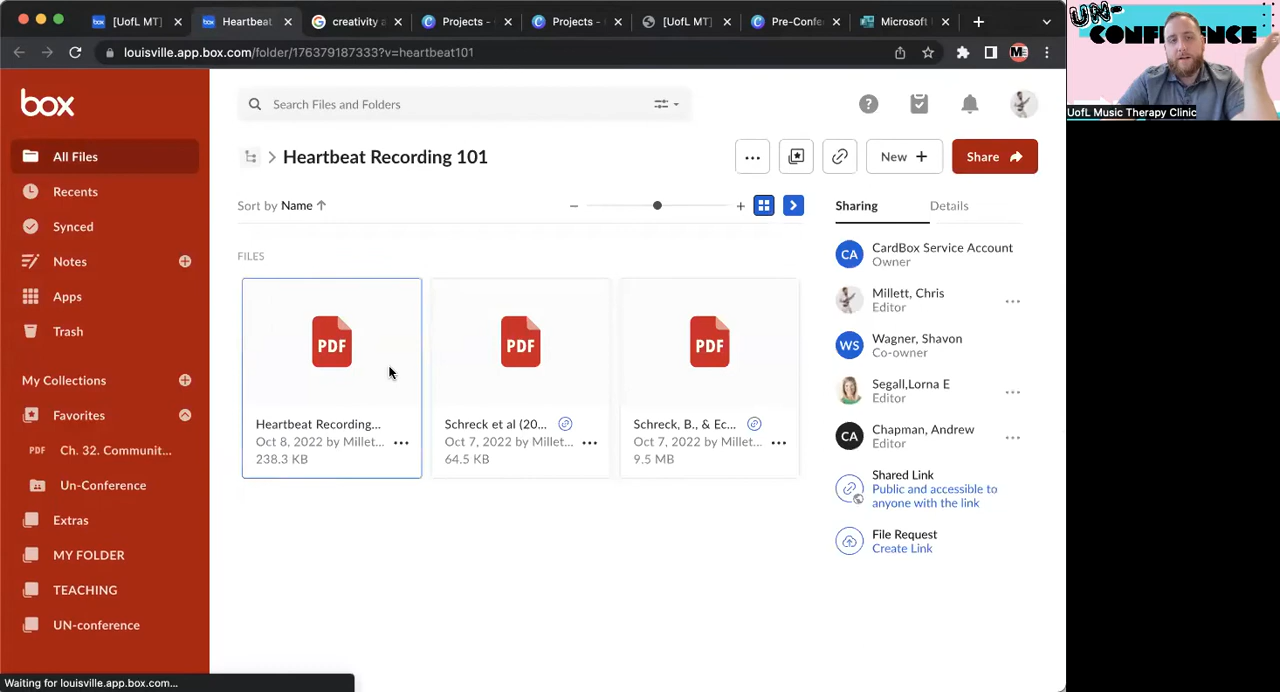 [UofL MT]
Heartbeat
creativity a
Projects -
Projects -
[UofL MT]
Pre-Confe
Microsoft
louisville.app.box.com/folder/176379187333?v=heartbeat101
UN-
CONFERENCE
UofL Music Therapy Clinic
box
Search Files and Folders
All Files
Recents
Synced
Notes
Apps
Trash
My Collections
Favorites
PDF Ch. 32. Communit...
Un-Conference
Extras
MY FOLDER
TEACHING
UN-conference
Heartbeat Recording 101
New +
Share
Sort by Name ↑
FILES
PDF
Heartbeat Recording...
Oct 8, 2022 by Millet...
238.3 KB
PDF
Schreck et al (20...
Oct 7, 2022 by Millet...
64.5 KB
PDF
Schreck, B., & Ec...
Oct 7, 2022 by Millet...
9.5 MB
Sharing Details
CA CardBox Service Account
Owner
Millett, Chris
Editor
WS Wagner, Shavon
Co-owner
Segall,Lorna E
Editor
CA Chapman, Andrew
Editor
Shared Link
Public and accessible to
anyone with the link
File Request
Create Link
Waiting for louisville.app.box.com...